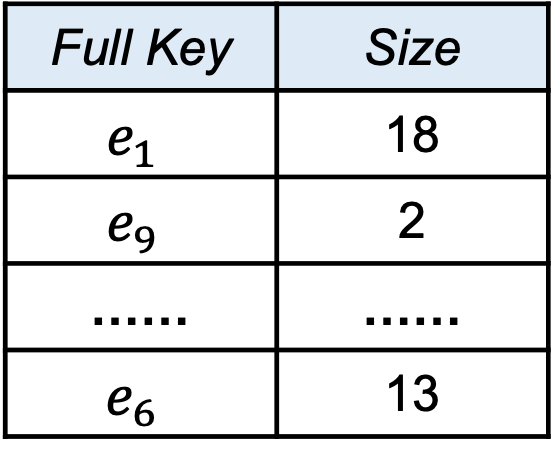 Full Key Size
e₁ 18
e₉ 2
...... ......
e₆ 13